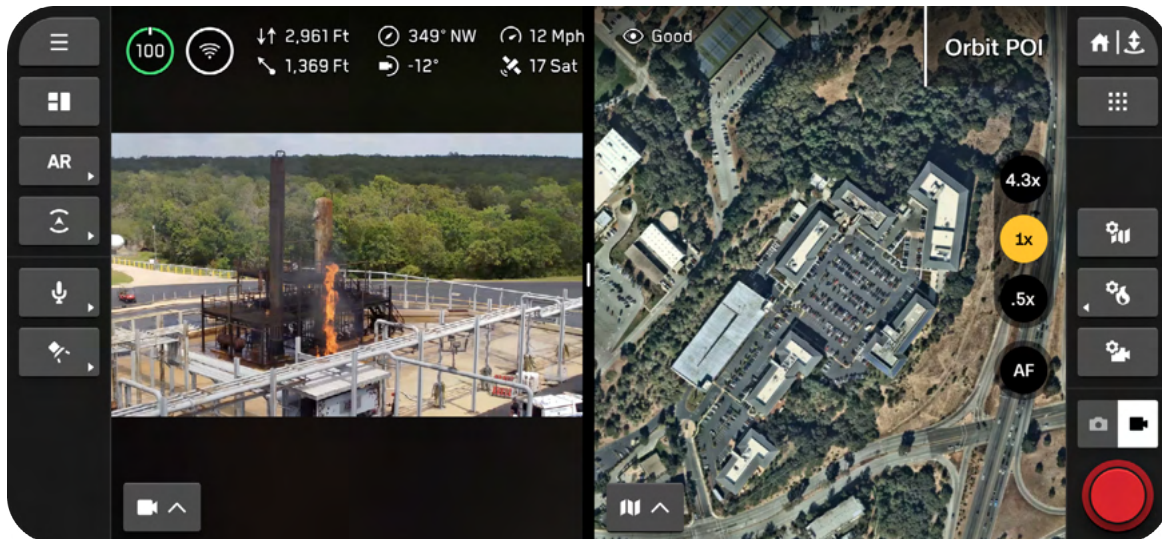 100
2,961 Ft
349° NW
12 Mph
1,369 Ft
-12°
17 Sat
Good
Orbit POI
AR
4.3x
1x
.5x
AF